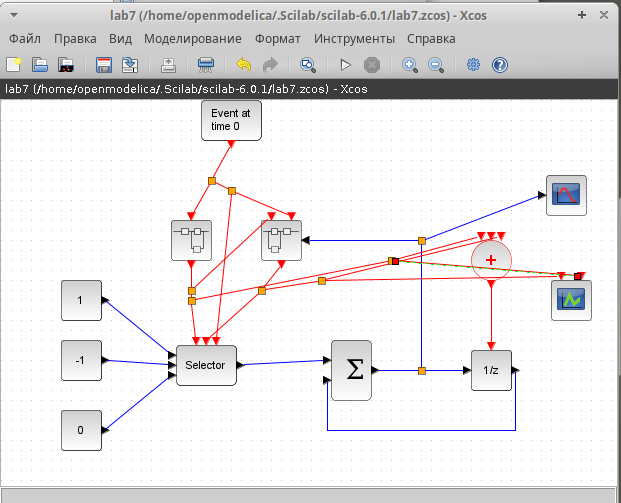 lab7 (/home/openmodelica/.Scilab/scilab-6.0.1/lab7.zcos) - Xcos
Файл Правка Вид Моделирование Формат Инструменты Справка
lab7 (/home/openmodelica/.Scilab/scilab-6.0.1/lab7.zcos) - Xcos
Event at
time 0
+
1
-1
Selector
Σ
1/z
0